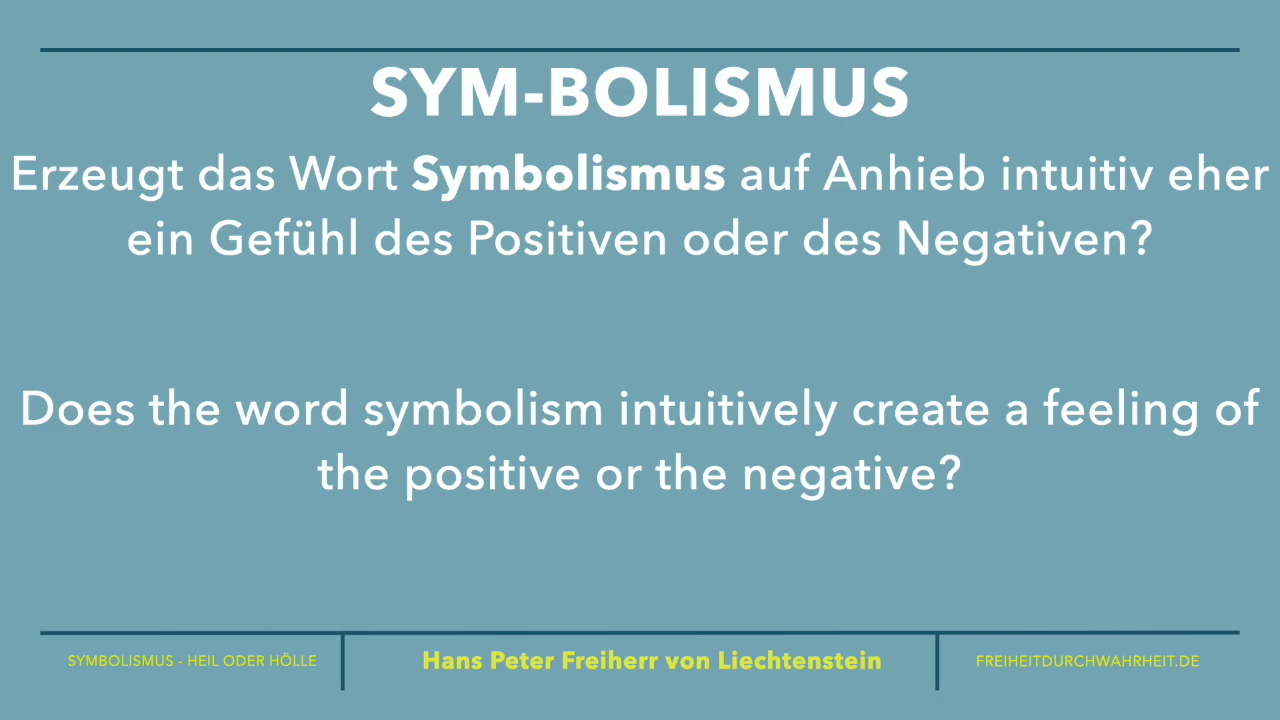 SYM-BOLISMUS
Erzeugt das Wort Symbolismus auf Anhieb intuitiv eher
ein Gefühl des Positiven oder des Negativen?
Does the word symbolism intuitively create a feeling of
the positive or the negative?
SYMBOLISMUS - HEIL ODER HÖLLE
Hans Peter Freiherr von Liechtenstein
FREIHEITDURCHWAHRHEIT.DE